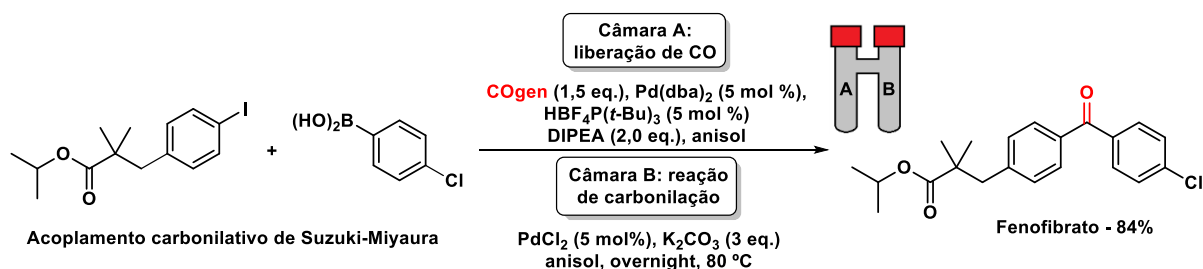 Câmara A:
liberação de CO
COgen (1,5 eq.), Pd(dba)2 (5 mol %),
HBF4P(t-Bu)3 (5 mol %)
DIPEA (2,0 eq.), anisol
Câmara B: reação
de carbonilação
PdCl2 (5 mol%), K2CO3 (3 eq.)
anisol, overnight, 80 ºC
I
O
O
+
(HO)2B
Cl
Acoplamento carbonilativo de Suzuki-Miyaura
A B
O
O
O
Cl
Fenofibrato - 84%